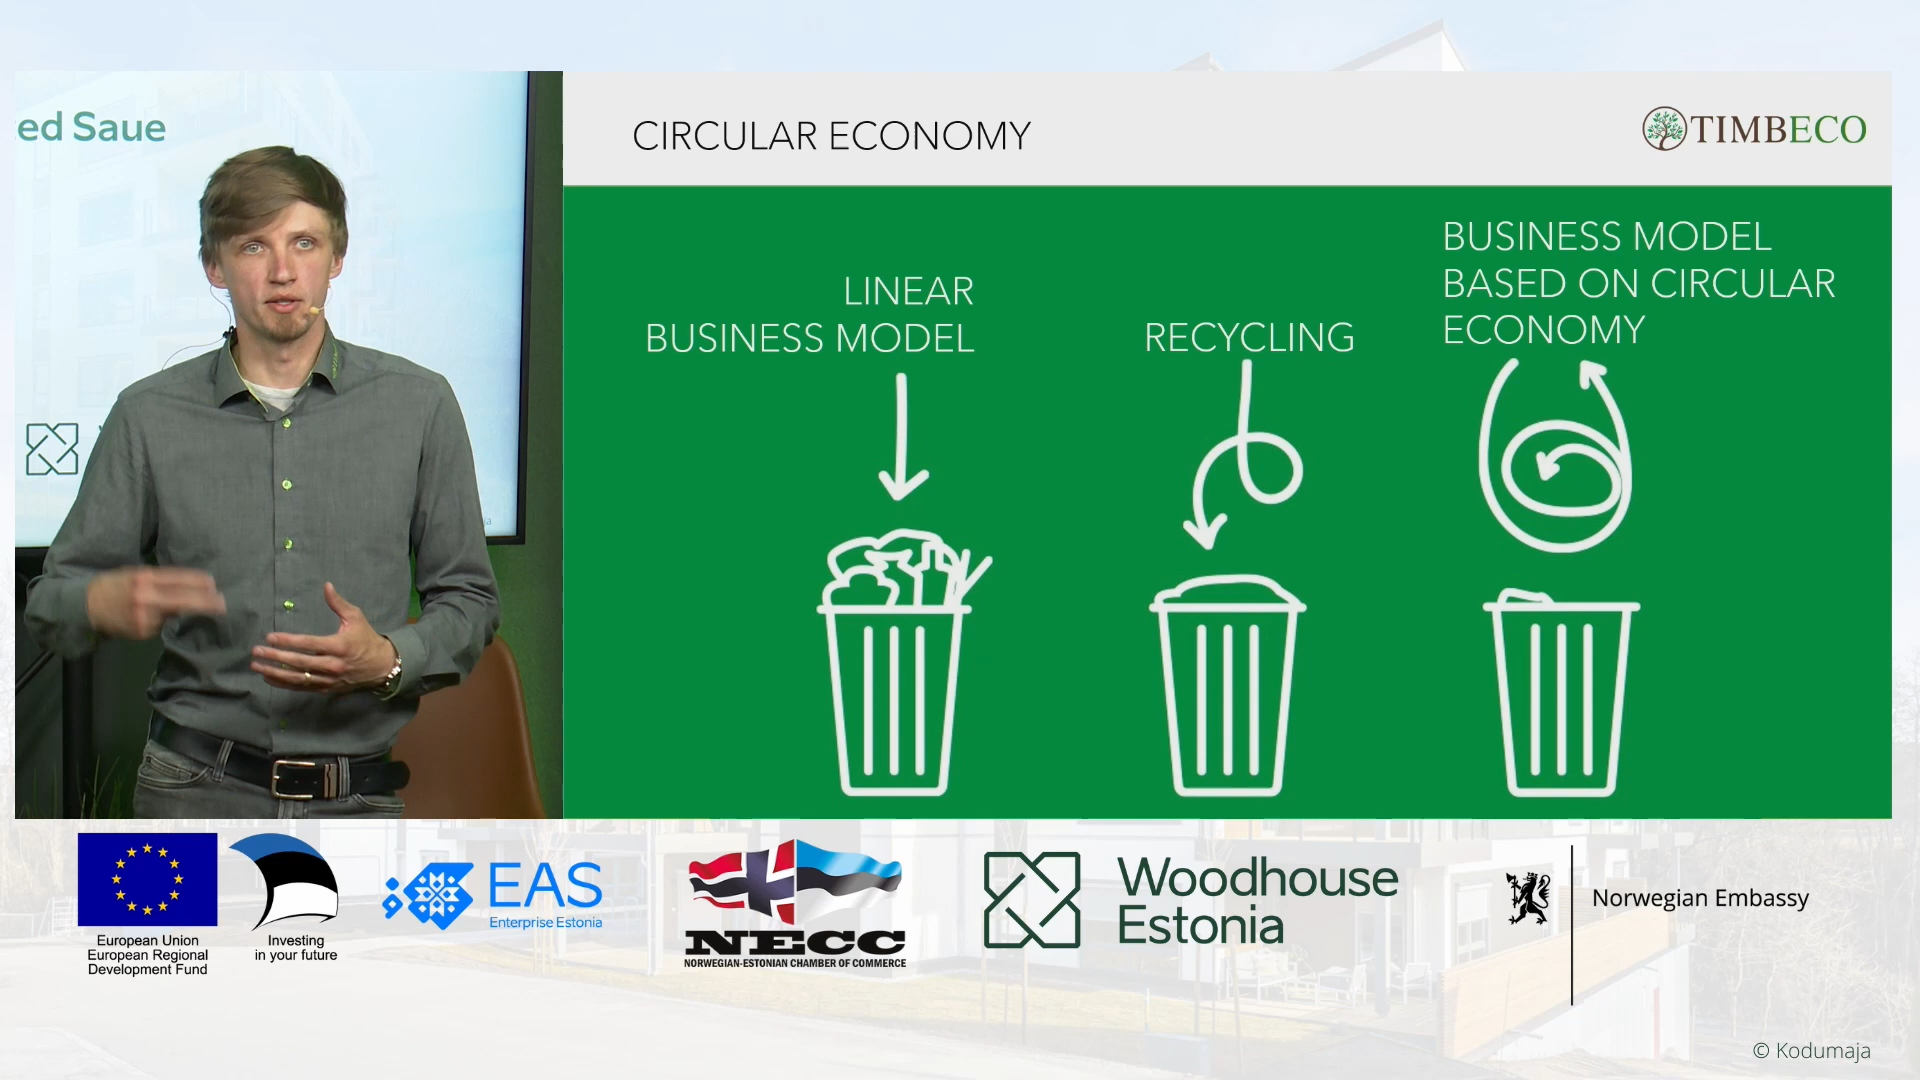 ed Saue
CIRCULAR ECONOMY
TIMBECO
LINEAR
BUSINESS MODEL
RECYCLING
BUSINESS MODEL
BASED ON CIRCULAR
ECONOMY
European Union
European Regional
Development Fund
Investing
in your future
EAS
Enterprise Estonia
NECC
NORWEGIAN-ESTONIAN CHAMBER OF COMMERCE
Woodhouse
Estonia
Norwegian Embassy
© Kodumaja